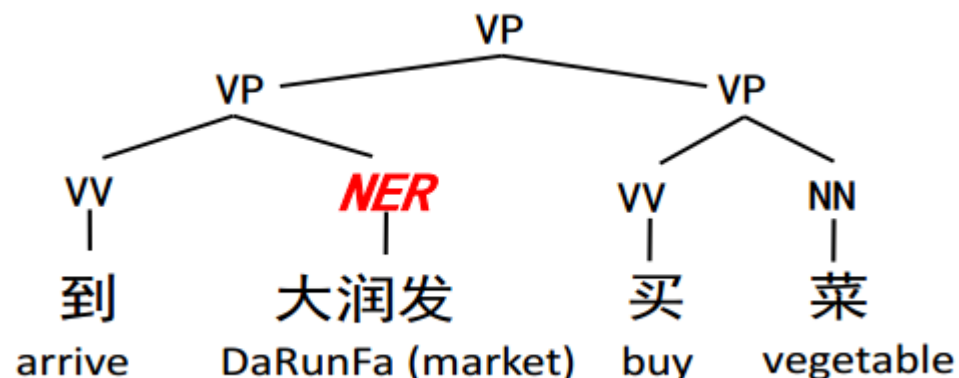 VP
VP VP
VV NER VV NN
到 大润发 买 菜
arrive DaRunFa (market) buy vegetable